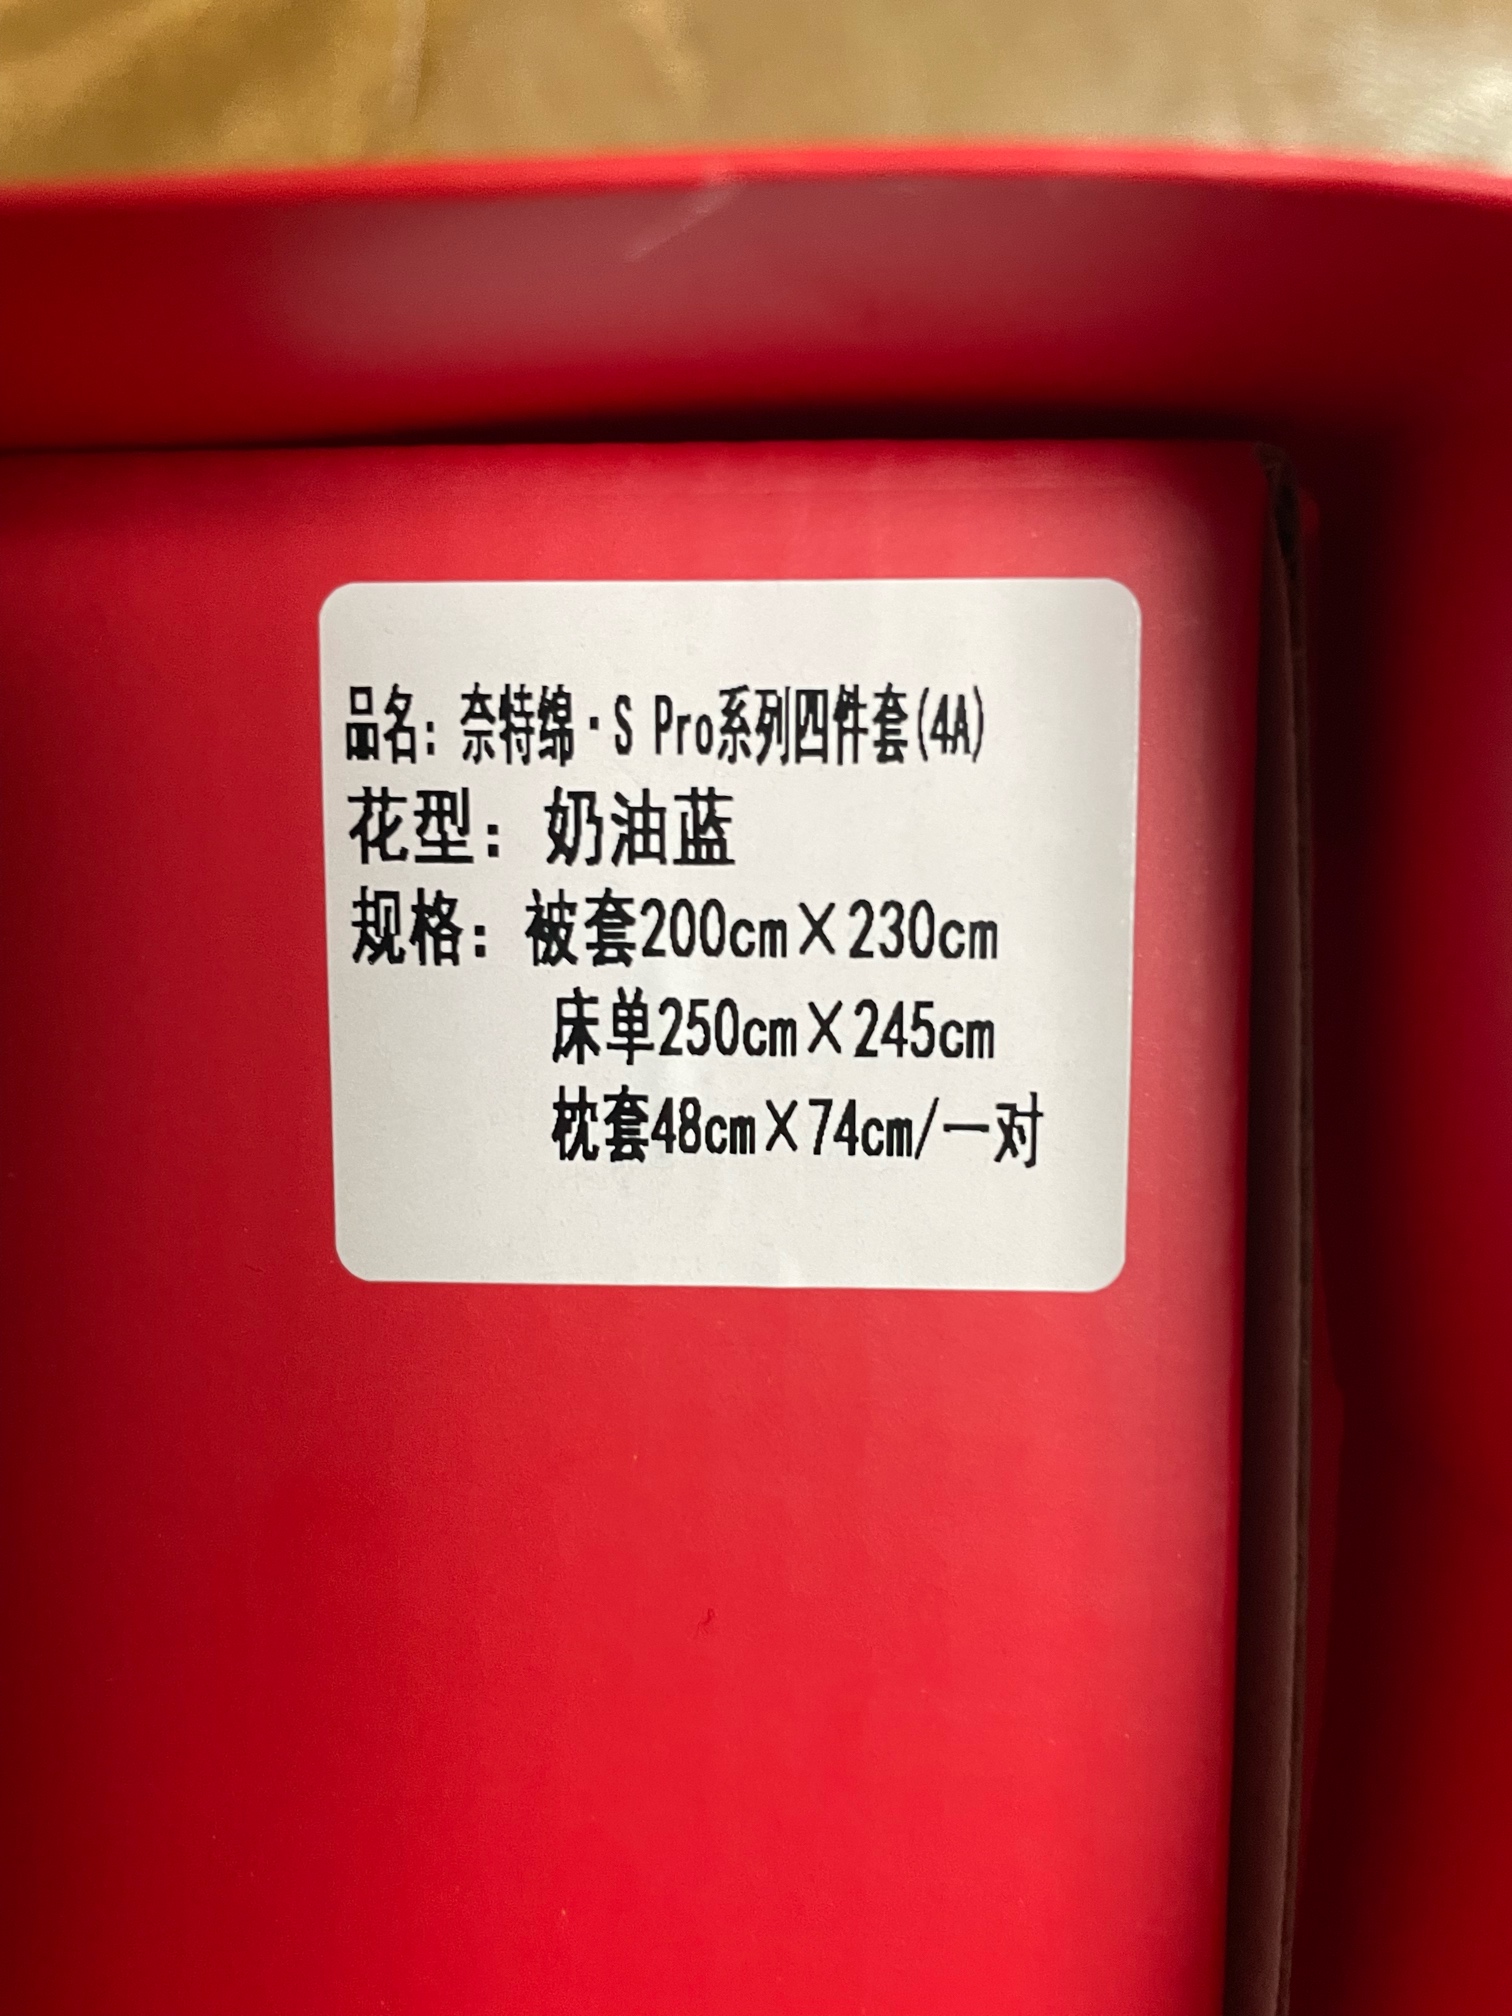 品名：奈特绵·S Pro系列四件套(4A)
花型：奶油蓝
规格：被套200cm×230cm
床单250cm×245cm
枕套48cm×74cm/一对